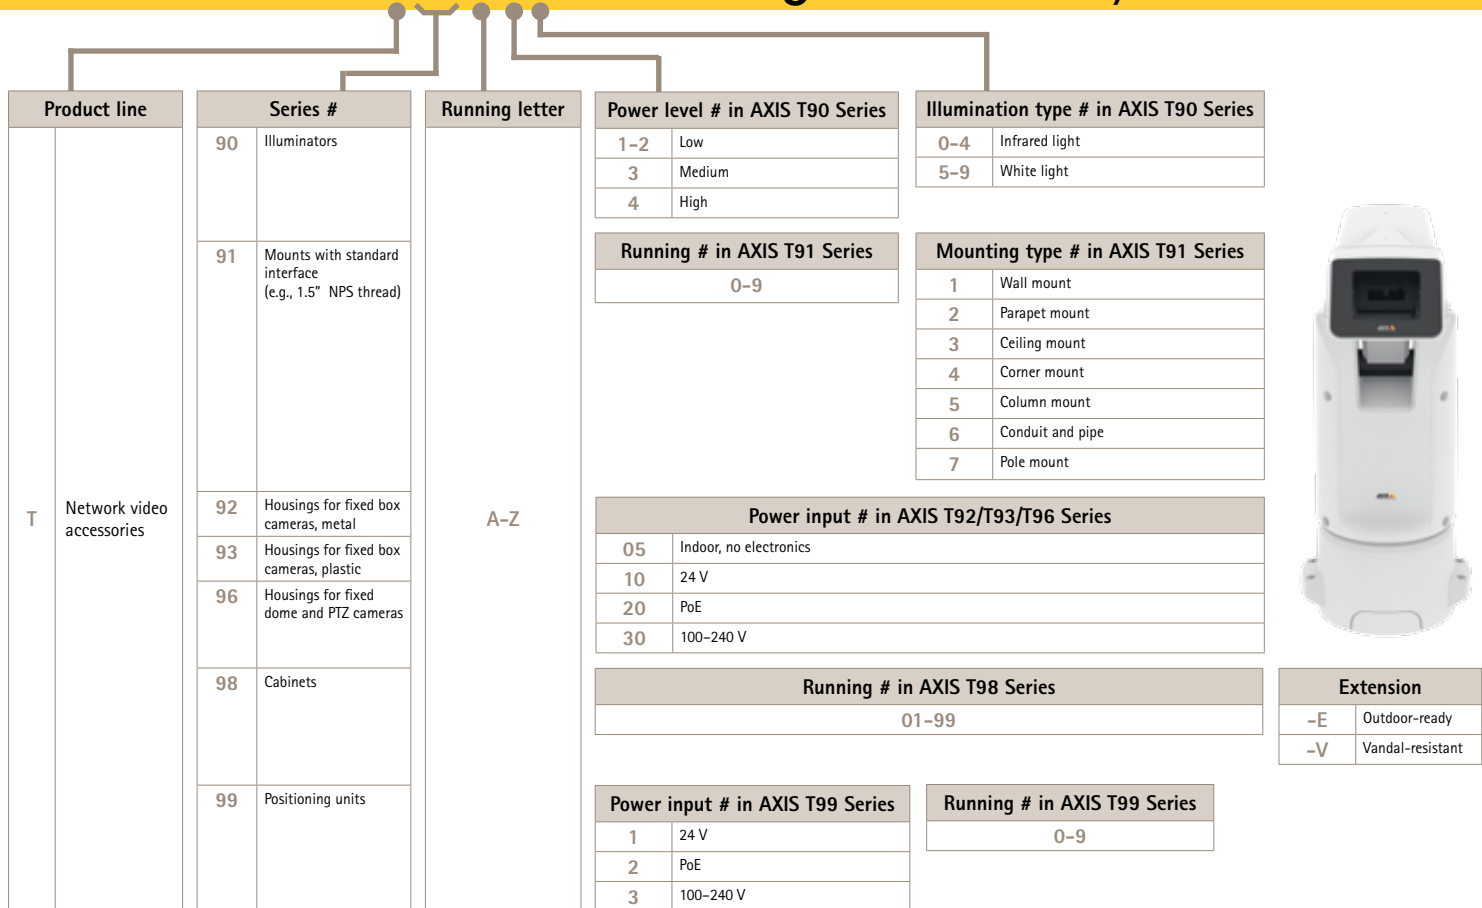 Product line
T
Network video
accessories
Series #
90
Illuminators
91
Mounts with standard
interface
(e.g., 1.5" NPS thread)
92
Housings for fixed box
cameras, metal
93
Housings for fixed box
cameras, plastic
96
Housings for fixed
dome and PTZ cameras
98
Cabinets
99
Positioning units
Running letter
A-Z
Power level # in AXIS T90 Series
1-2 Low
3 Medium
4 High
Illumination type # in AXIS T90 Series
0-4 Infrared light
5-9 White light
Running # in AXIS T91 Series
0-9
Mounting type # in AXIS T91 Series
1 Wall mount
2 Parapet mount
3 Ceiling mount
4 Corner mount
5 Column mount
6 Conduit and pipe
7 Pole mount
Power input # in AXIS T92/T93/T96 Series
05 Indoor, no electronics
10 24 V
20 PoE
30 100-240 V
Running # in AXIS T98 Series
01-99
Extension
-E Outdoor-ready
-V Vandal-resistant
Power input # in AXIS T99 Series
1 24 V
2 PoE
3 100-240 V
Running # in AXIS T99 Series
0-9
AXIS
AXIS